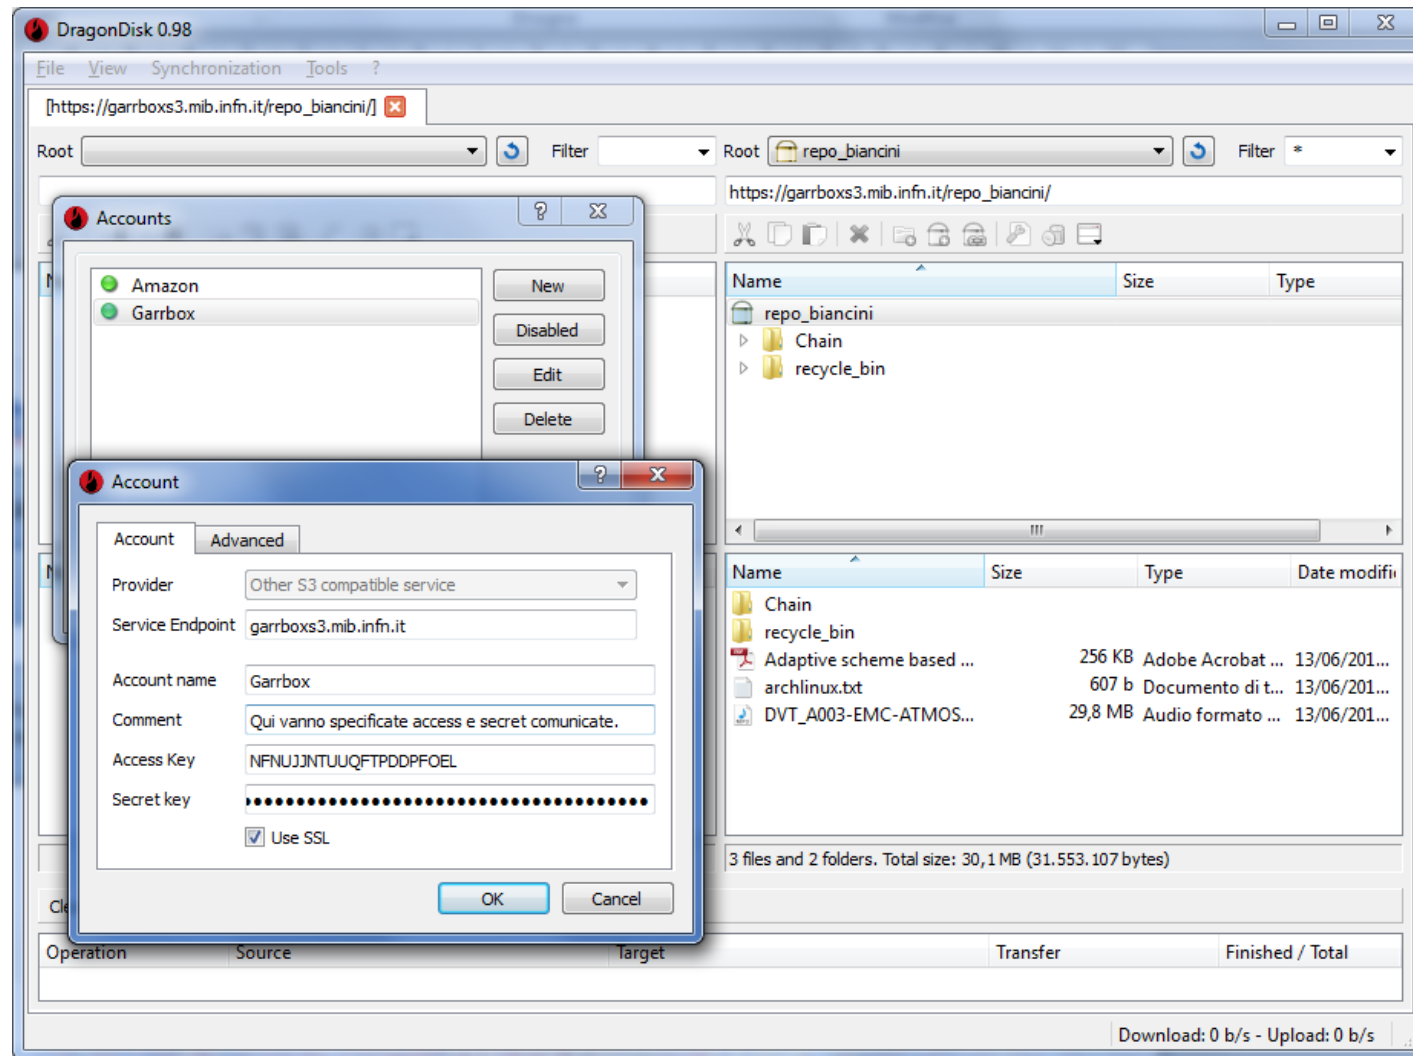 DragonDisk 0.98
File View Synchronization Tools ?
[https://garrboxs3.mib.infn.it/repo_biancini/]
Root Filter Root repo_biancini Filter *
https://garrboxs3.mib.infn.it/repo_biancini/
Accounts
Amazon
Garrbox
New
Disabled
Edit
Delete
Name Size Type
repo_biancini
Chain
recycle_bin
Account
Account Advanced
Provider Other S3 compatible service
Service Endpoint garrboxs3.mib.infn.it
Account name Garrbox
Comment Qui vanno specificate access e secret comunicate.
Access Key NFNUJJNTUUQFTPDDPFOEL
Secret key
Use SSL
OK Cancel
Name Size Type Date modifi
Chain
recycle_bin
Adaptive scheme based ... 256 KB Adobe Acrobat ... 13/06/201...
archlinux.txt 607 b Documento di t... 13/06/201...
DVT_A003-EMC-ATMOS... 29,8 MB Audio formato ... 13/06/201...
3 files and 2 folders. Total size: 30,1 MB (31.553.107 bytes)
Operation Source Target Transfer Finished / Total
Download: 0 b/s - Upload: 0 b/s